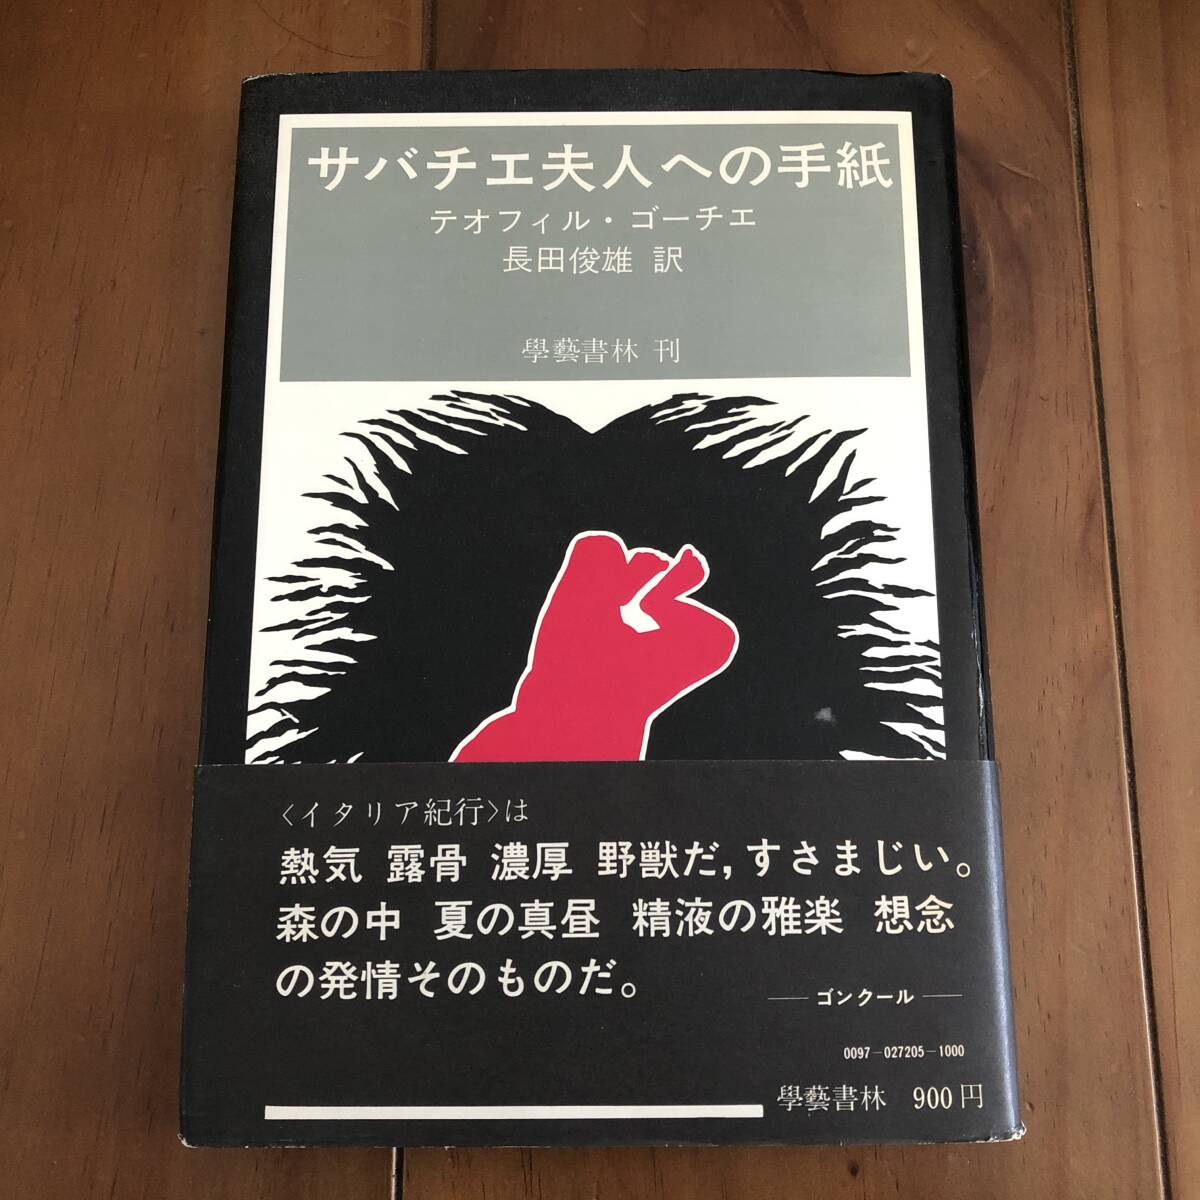 サバチエ夫人への手紙
テオフィル・ゴーチエ
長田俊雄 訳
學藝書林 刊
〈イタリア紀行〉は
熱気 露骨 濃厚 野獣だ,すさまじい。
森の中 夏の真昼 精液の雅楽 想念
の発情そのものだ。
― ゴンクール ―
0097-027205-1000
學藝書林 900円